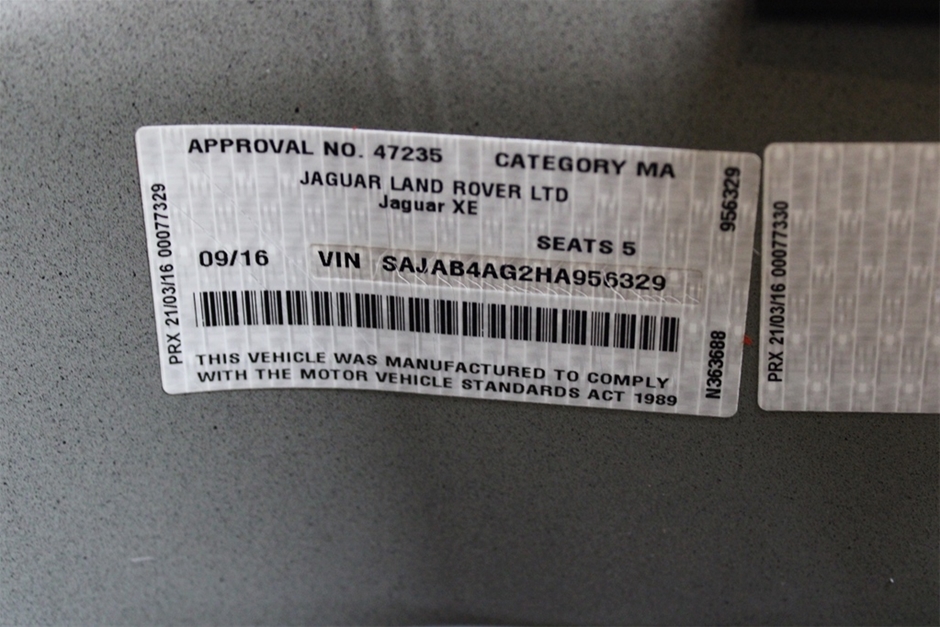 APPROVAL NO. 47235 CATEGORY MA
JAGUAR LAND ROVER LTD
Jaguar XE
SEATS 5
09/16 VIN SAJAB4AG2HA956329
THIS VEHICLE WAS MANUFACTURED TO COMPLY
WITH THE MOTOR VEHICLE STANDARDS ACT 1989
PRX 21/03/16 00077329
956329
N363688
PRX 21/03/16 00077330